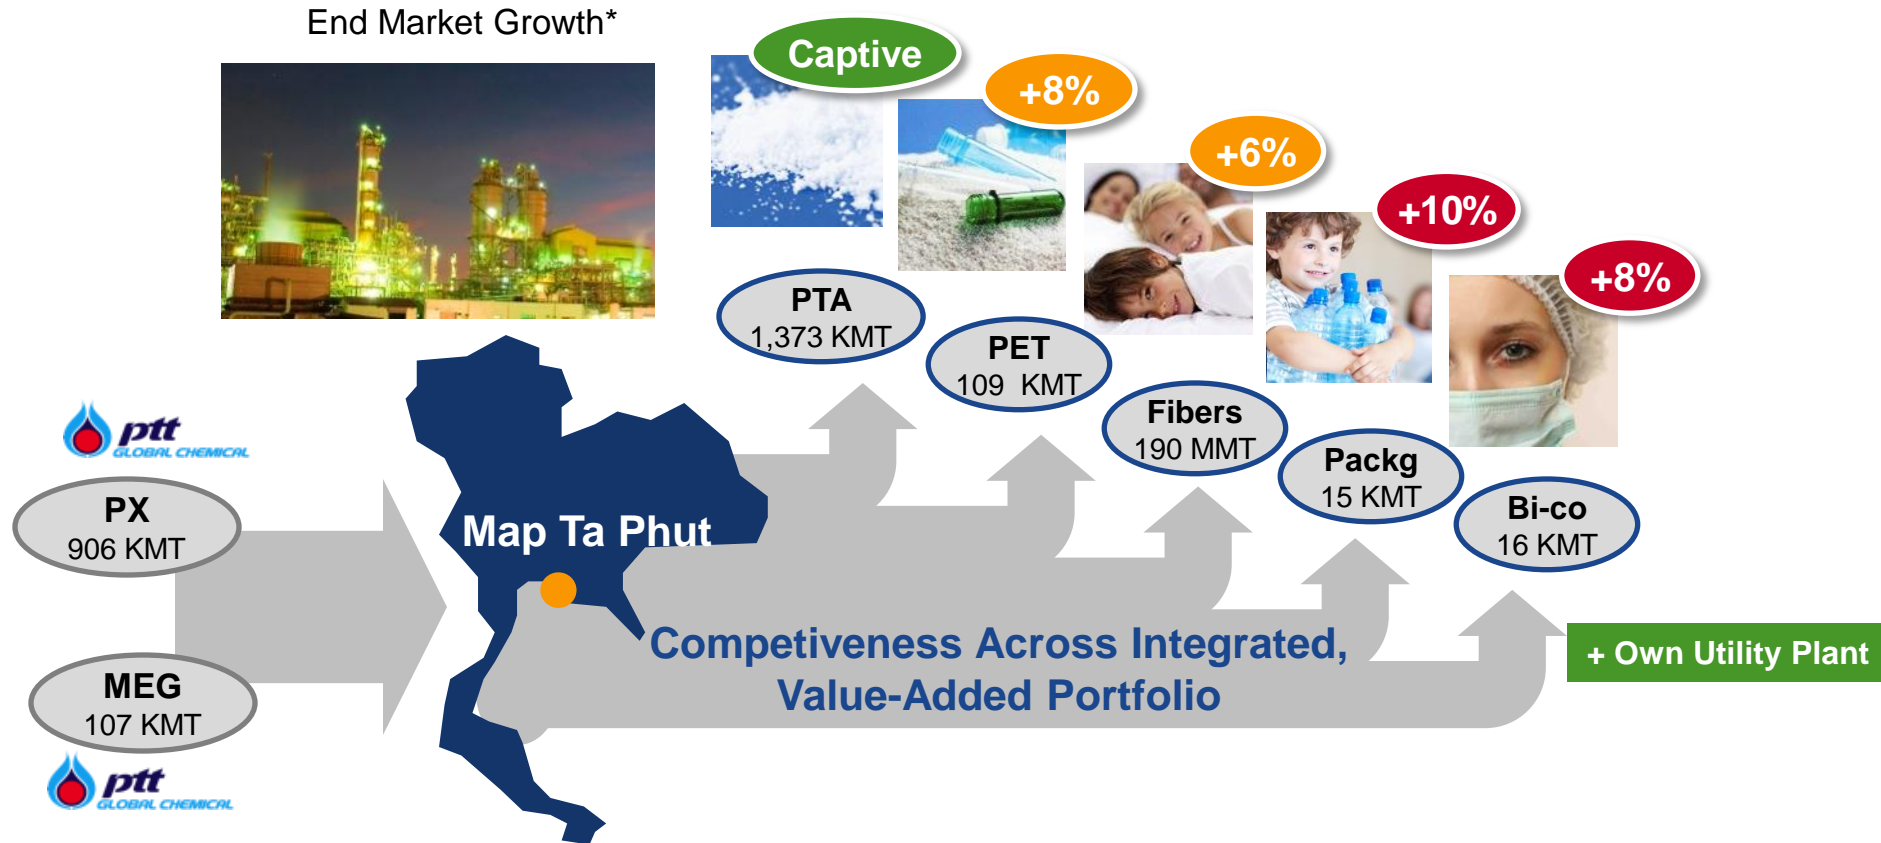 End Market Growth*
Captive
+8%
+6%
+10%
+8%
PTA
1,373 KMT
PET
109 KMT
Fibers
190 MMT
Packg
15 KMT
Bi-co
16 KMT
ptt
GLOBAL CHEMICAL
PX
906 KMT
Map Ta Phut
MEG
107 KMT
ptt
GLOBAL CHEMICAL
Competiveness Across Integrated,
Value-Added Portfolio
+ Own Utility Plant